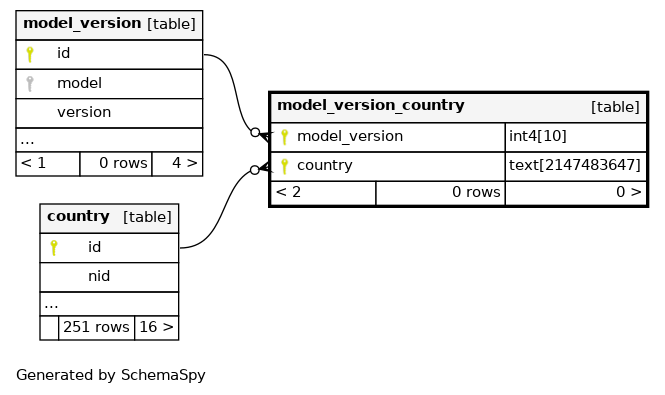 model_version [table]
id
model
version
...
< 1 0 rows 4 >
model_version_country [table]
model_version int4[10]
country text[2147483647]
< 2 0 rows 0 >
country [table]
id
nid
...
251 rows 16 >
Generated by SchemaSpy